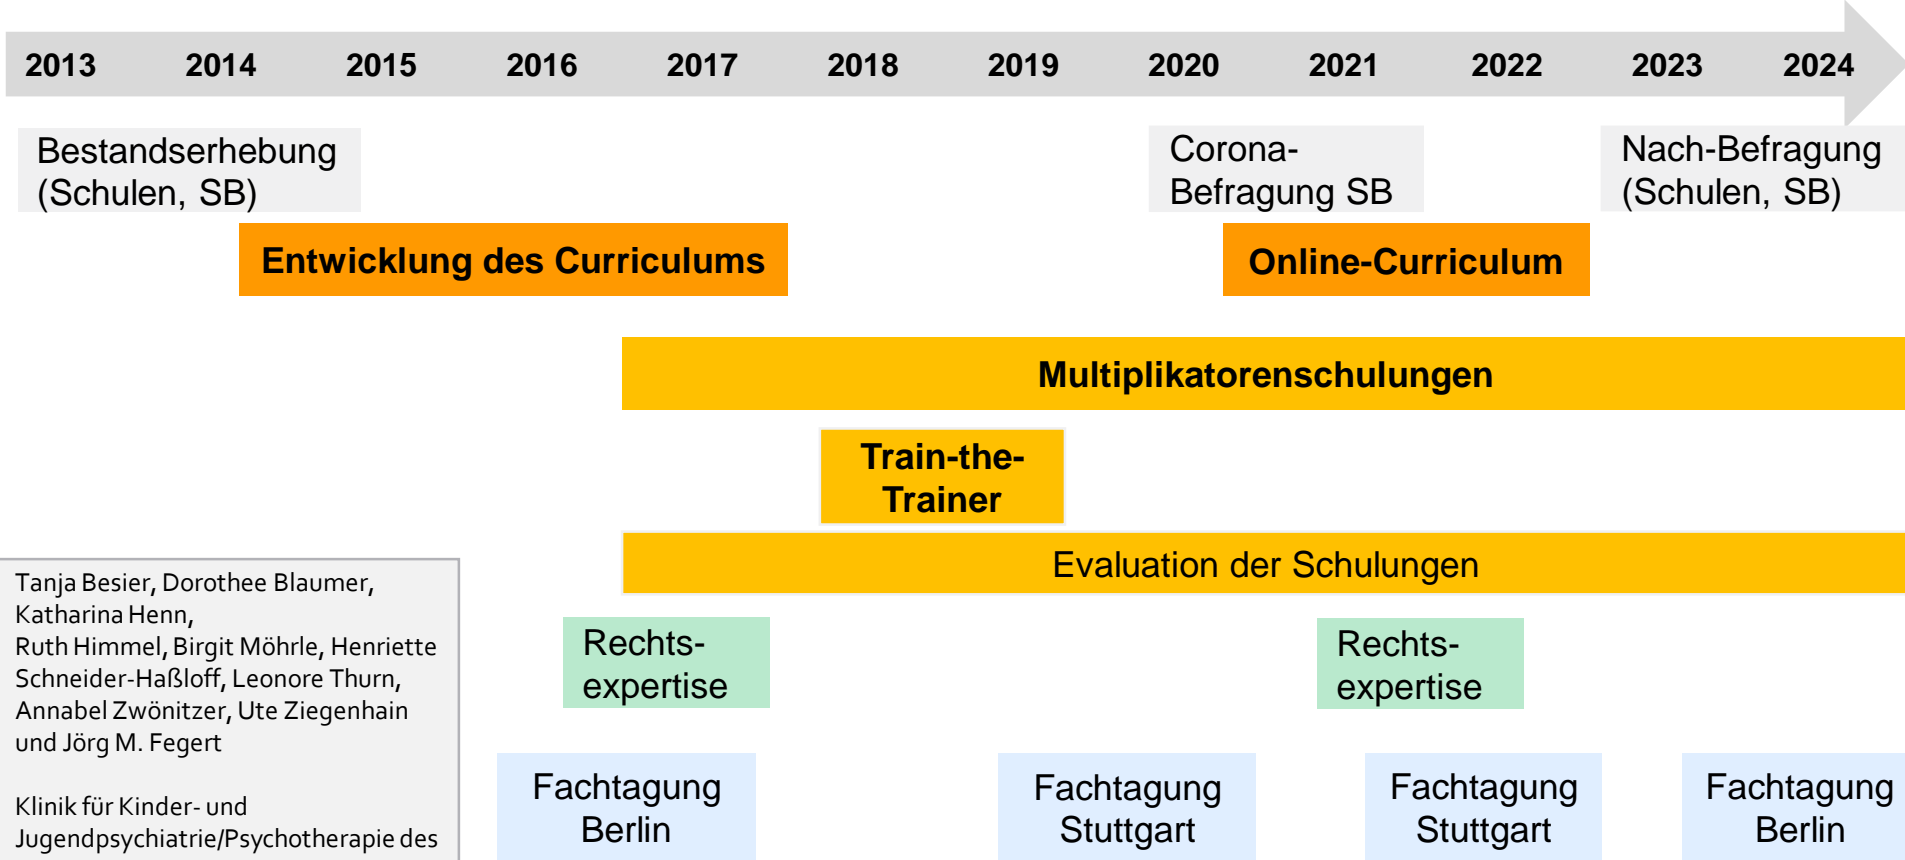 2013 2014 2015 2016 2017 2018 2019 2020 2021 2022 2023 2024
Bestandserhebung
(Schulen, SB)
Corona-
Befragung SB
Nach-Befragung
(Schulen, SB)
Entwicklung des Curriculums
Online-Curriculum
Multiplikatorenschulungen
Train-the-
Trainer
Evaluation der Schulungen
Rechts-
expertise
Rechts-
expertise
Tanja Besier, Dorothee Blaumer,
Katharina Henn,
Ruth Himmel, Birgit Möhrle, Henriette
Schneider-Haßloff, Leonore Thurn,
Annabel Zwönitzer, Ute Ziegenhain
und Jörg M. Fegert
Klinik für Kinder- und
Jugendpsychiatrie/Psychotherapie des
Fachtagung
Berlin
Fachtagung
Stuttgart
Fachtagung
Stuttgart
Fachtagung
Berlin